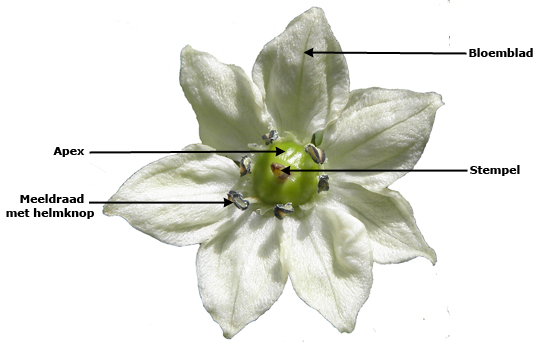 Bloemblad
Apex
Stempel
Meeldraad
met helmknop